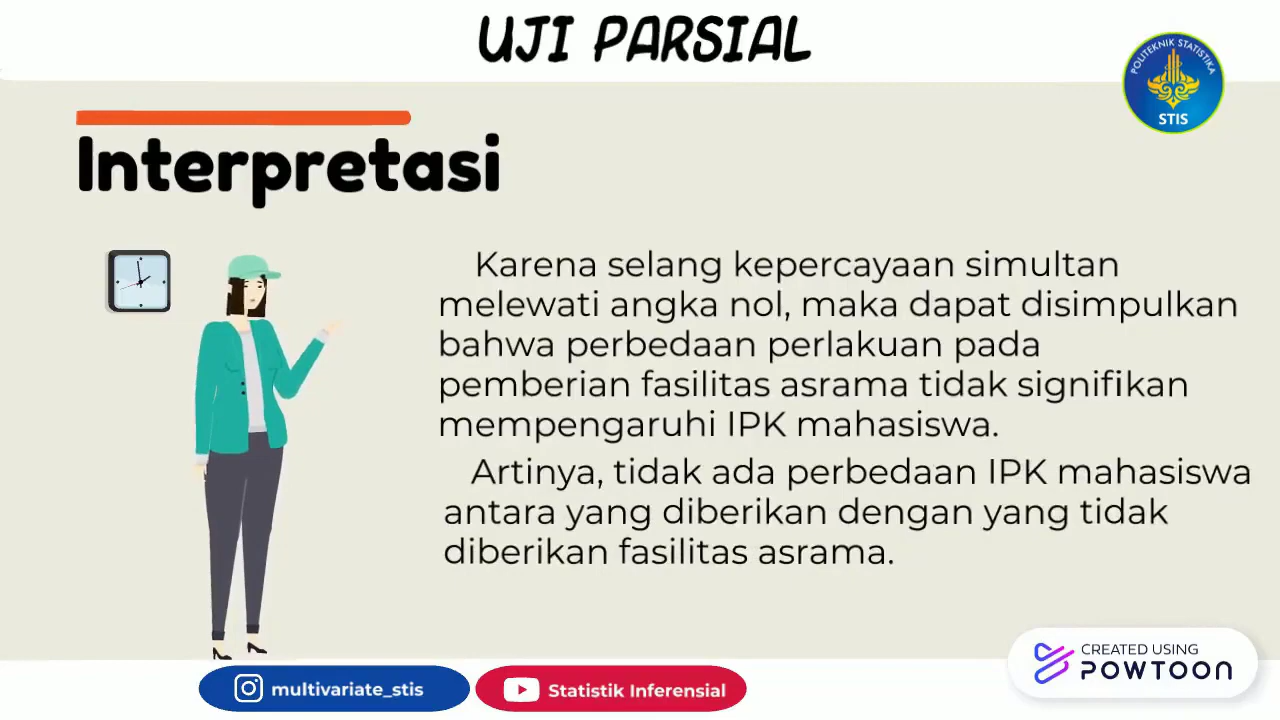 UJI PARSIAL
POLITEKNIK STATISTIKA
STIS
Interpretasi
Karena selang kepercayaan simultan
melewati angka nol, maka dapat disimpulkan
bahwa perbedaan perlakuan pada
pemberian fasilitas asrama tidak signifikan
mempengaruhi IPK mahasiswa.
Artinya, tidak ada perbedaan IPK mahasiswa
antara yang diberikan dengan yang tidak
diberikan fasilitas asrama.
multivariate_stis
Statistik Inferensial
CREATED USING
POWTOON